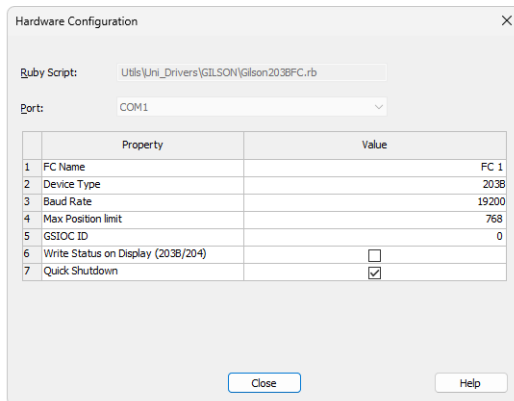 Hardware Configuration
Ruby Script: Utils\Uni_Drivers\GILSON\Gilson203BFC.rb
Port: COM1
Property Value
1 FC Name FC 1
2 Device Type 203B
3 Baud Rate 19200
4 Max Position limit 768
5 GSIOC ID 0
6 Write Status on Display (203B/204)
7 Quick Shutdown
Close Help